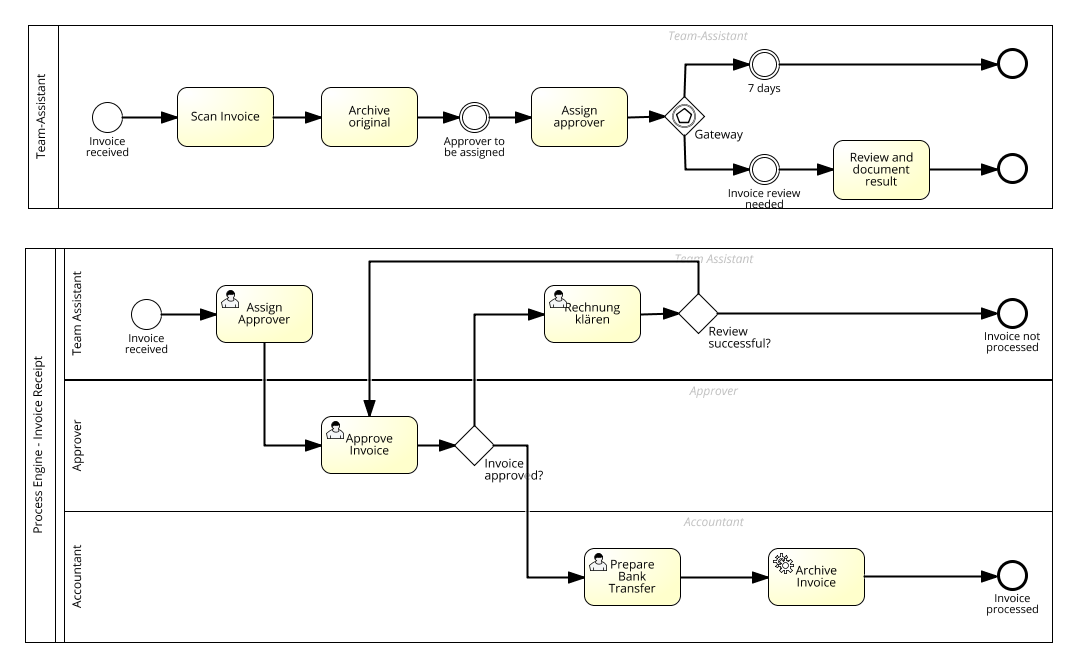 Team-Assistant
Team-Assistant
Invoice
received
Scan Invoice
Archive
original
Approver to
be assigned
Assign
approver
Gateway
7 days
Invoice review
needed
Review and
document
result
Process Engine - Invoice Receipt
Team Assistant
Team Assistant
Invoice
received
Assign
Approver
Rechnung
klären
Review
successful?
Invoice not
processed
Approver
Approver
Approve
Invoice
Invoice
approved?
Accountant
Accountant
Prepare
Bank
Transfer
Archive
Invoice
Invoice
processed